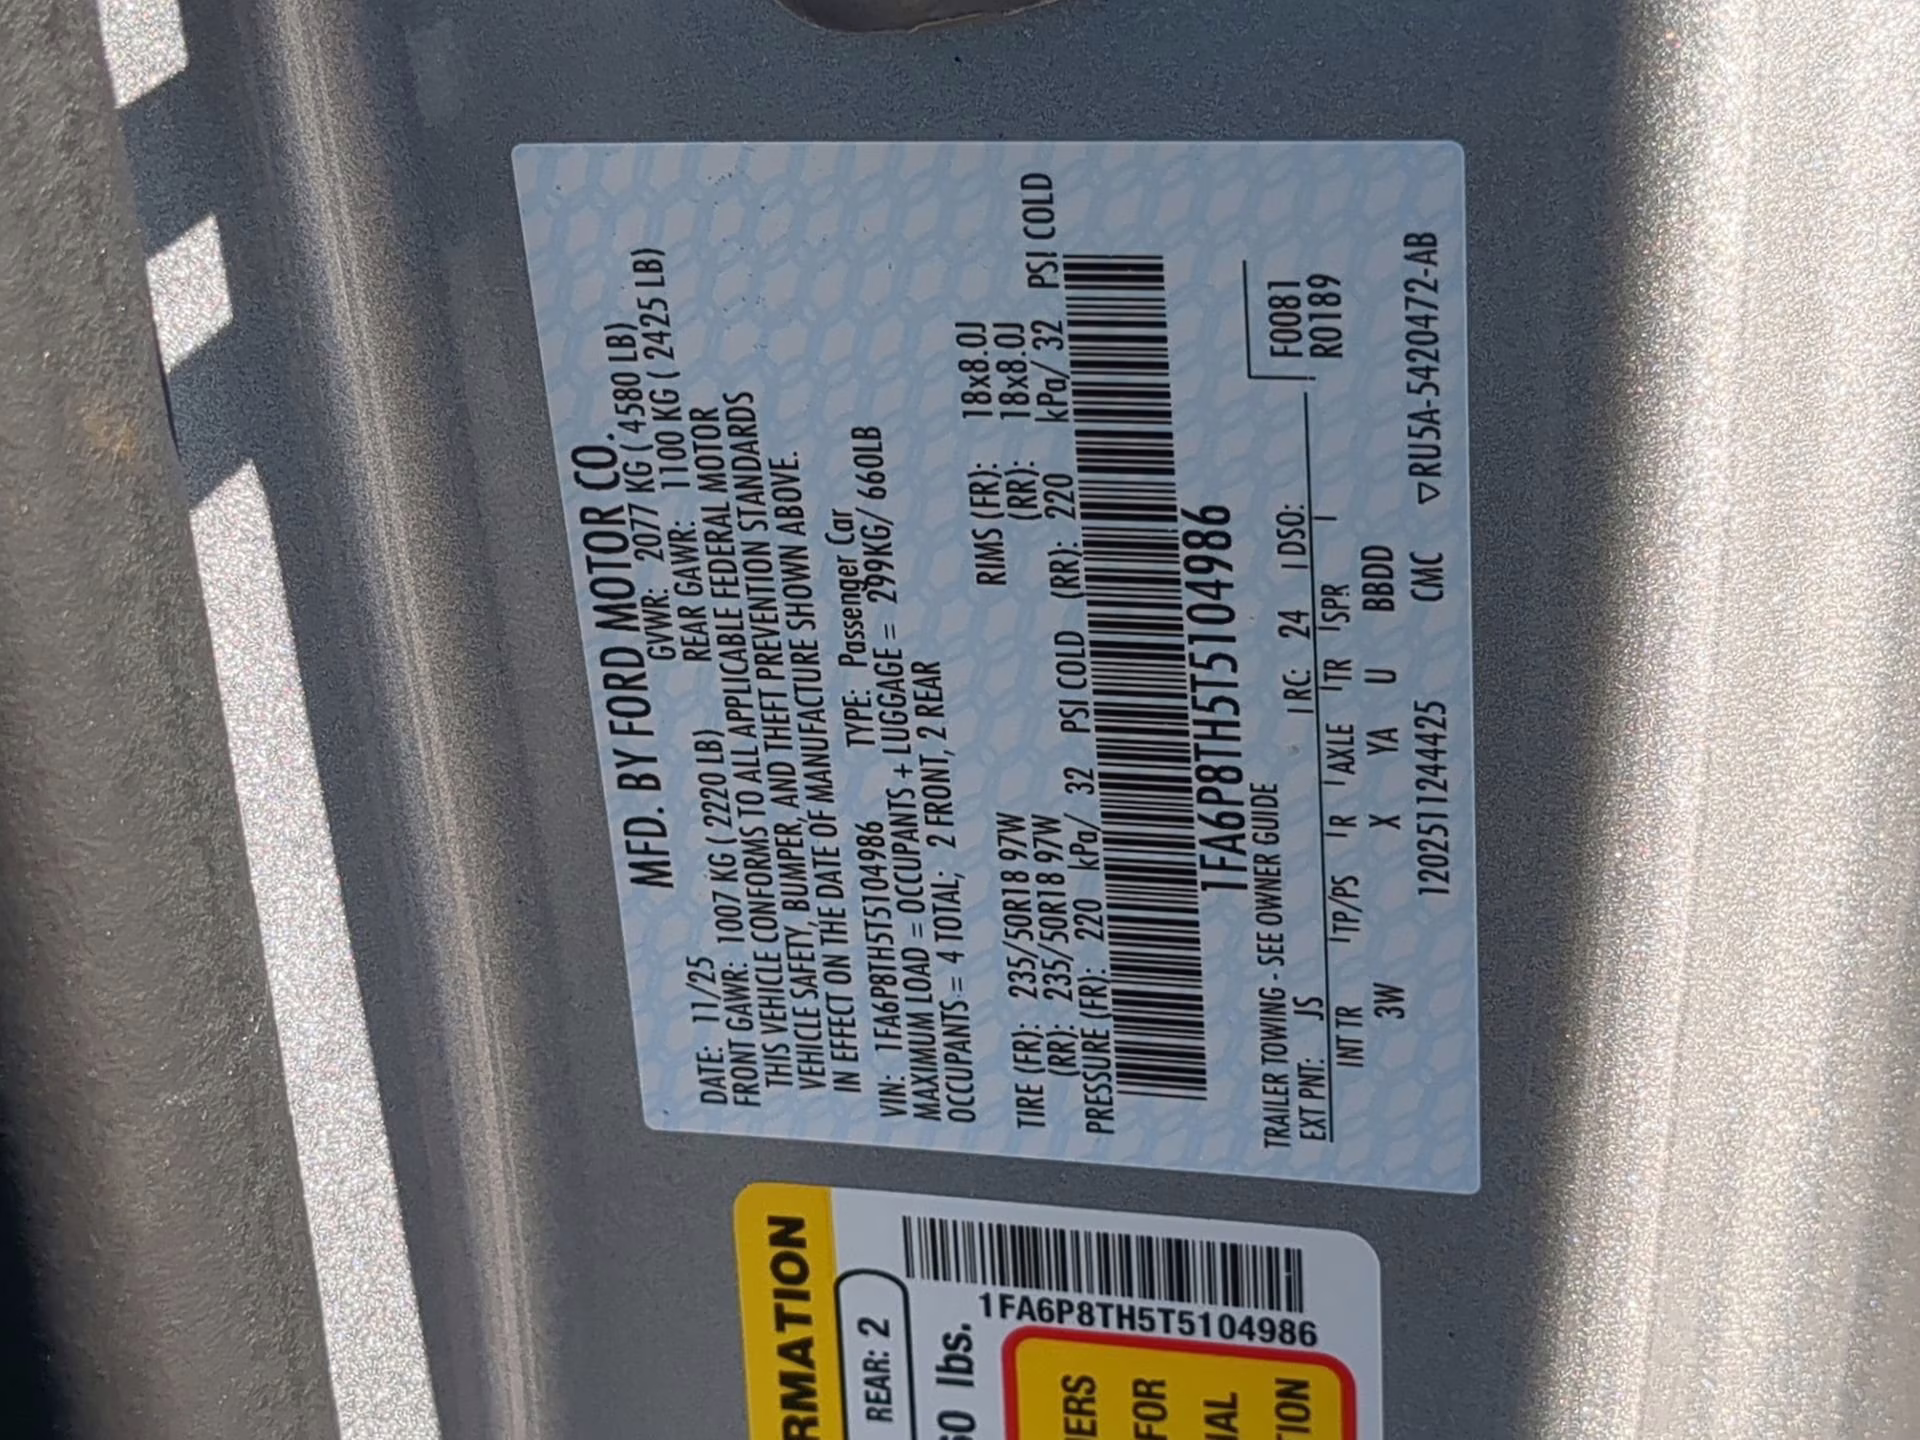 MFD. BY FORD MOTOR CO.
DATE: 11/25 GVWR: 2077 KG ( 4580 LB)
FRONT GAWR: 1007 KG ( 2220 LB) REAR GAWR: 1100 KG ( 2425 LB)
THIS VEHICLE CONFORMS TO ALL APPLICABLE FEDERAL MOTOR
VEHICLE SAFETY, BUMPER, AND THEFT PREVENTION STANDARDS
IN EFFECT ON THE DATE OF MANUFACTURE SHOWN ABOVE.
VIN: 1FA6P8TH5T5104986 TYPE: Passenger Car
MAXIMUM LOAD = OCCUPANTS + LUGGAGE = 299KG/ 660LB
OCCUPANTS = 4 TOTAL; 2 FRONT, 2 REAR
TIRE (FR): 235/50R18 97W RIMS (FR): 18x8.0J
(RR): 235/50R18 97W (RR): 18x8.0J
PRESSURE (FR): 220 kPa/ 32 PSI COLD (RR): 220 kPa/ 32 PSI COLD
1FA6P8TH5T5104986
TRAILER TOWING - SEE OWNER GUIDE
F0081
EXT PNT: JS RC: 24 DSO: R0189
INT TR TP/PS R AXLE TR SPR
3W X YA U BBDD
120251124425 CMC ▽RU5A-5420472-AB
RMATION
REAR: 2
60 lbs.
1FA6P8TH5T5104986
NERS
FOR
NAL
TION